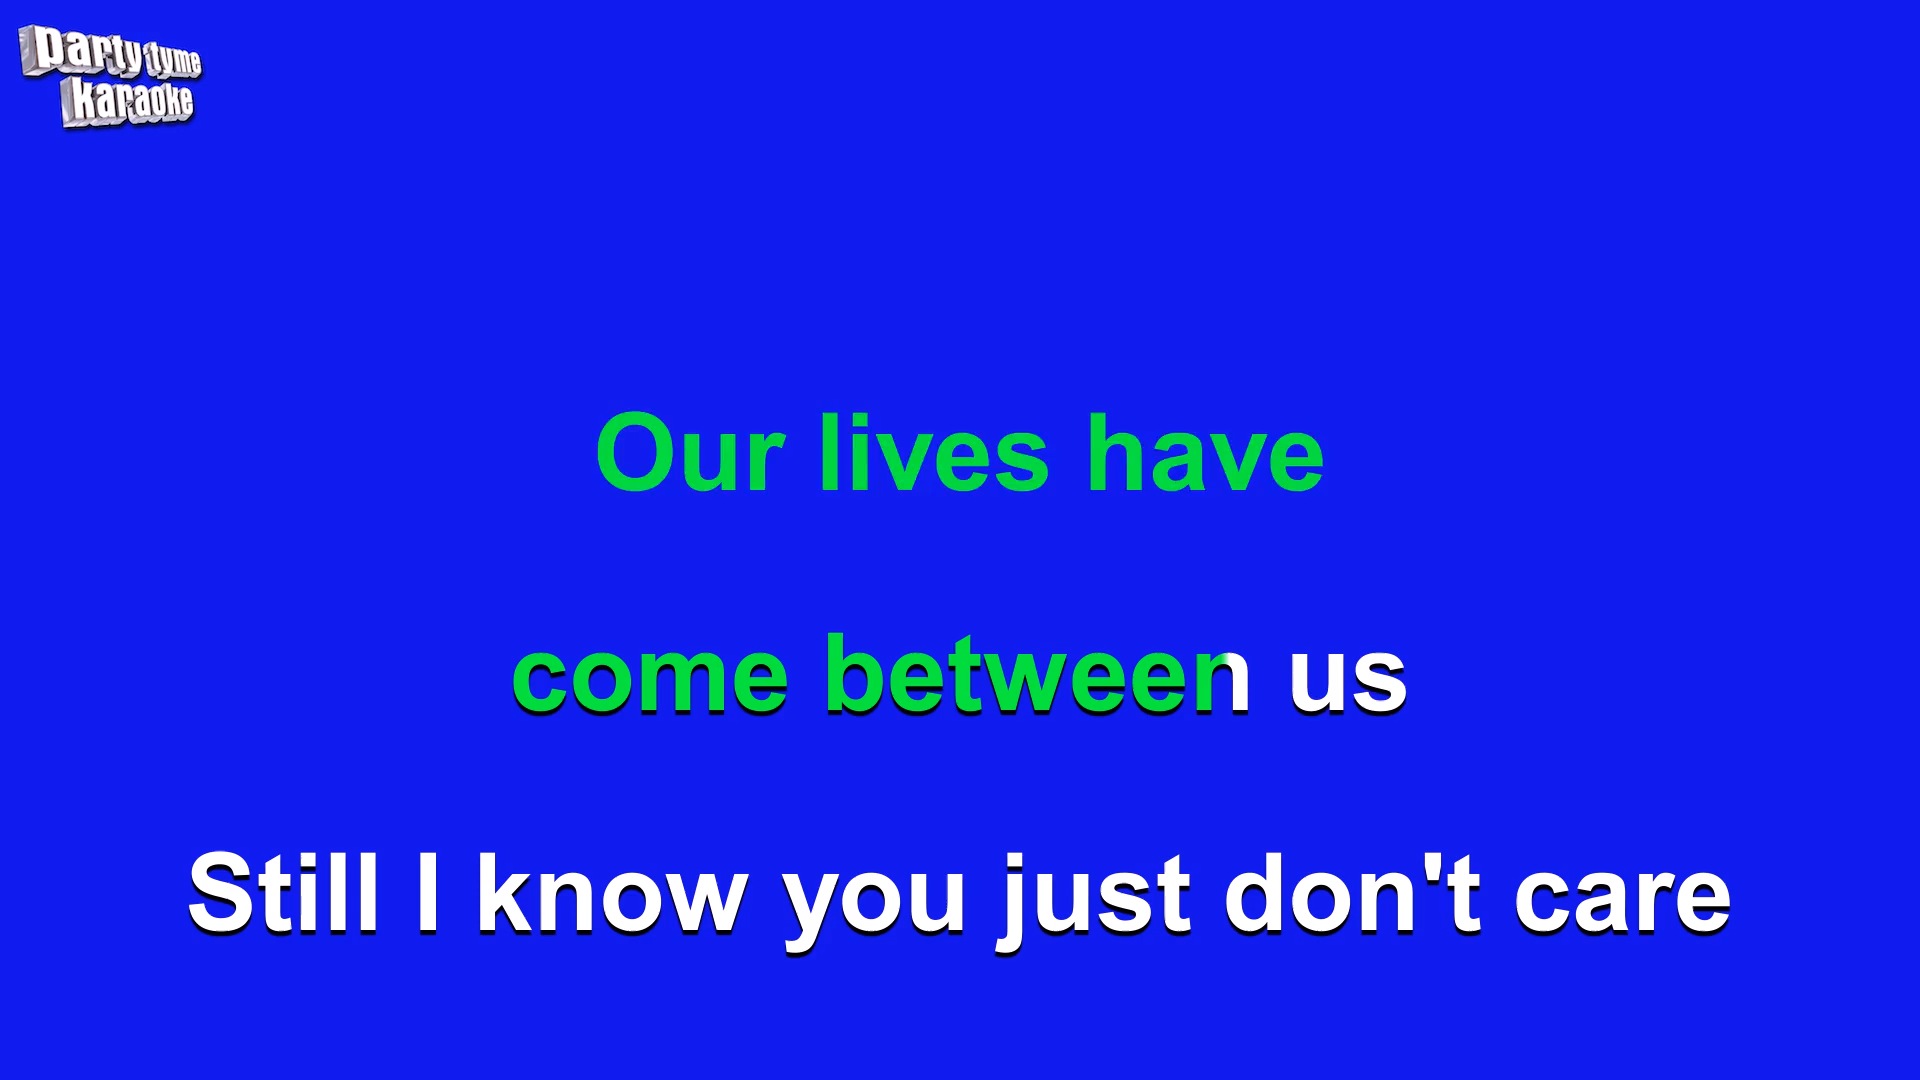 party tyme
karaoke
Our lives have
come between us
Still I know you just don't care